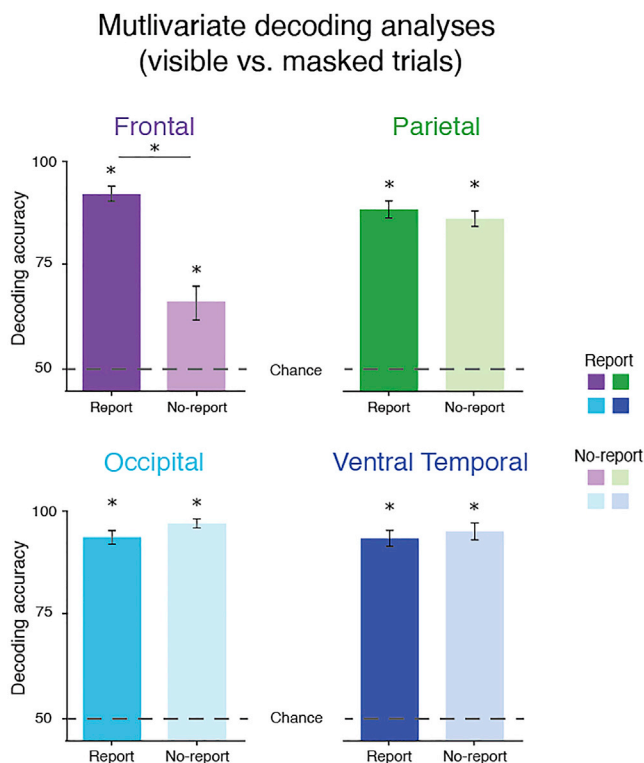 Mutlivariate decoding analyses
(visible vs. masked trials)
Frontal
Parietal
Decoding accuracy
100
75
50
*
*
*
*
*
Chance
Report
No-report
Report
No-report
Report
No-report
Occipital
Ventral Temporal
Decoding accuracy
100
75
50
*
*
*
*
Chance
Report
No-report
Report
No-report